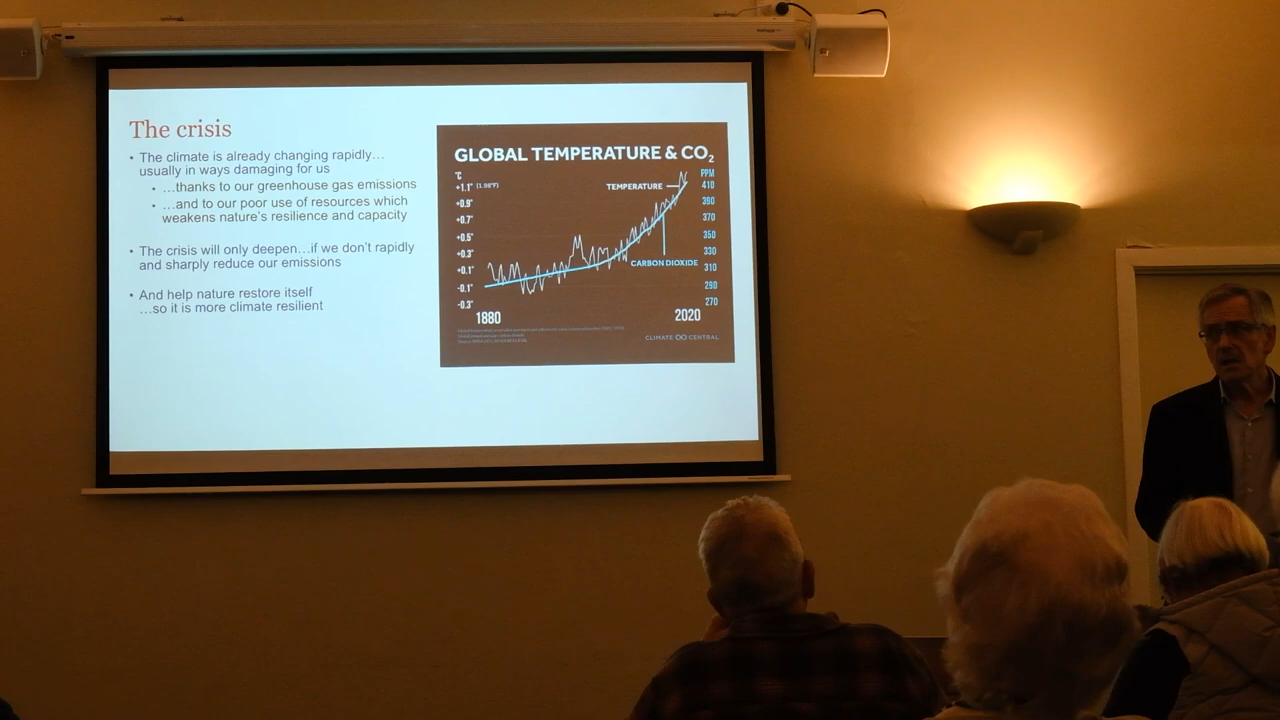 The crisis
• The climate is already changing rapidly…
usually in ways damaging for us
• …thanks to our greenhouse gas emissions
• …and to our poor use of resources which
weakens nature's resilience and capacity
• The crisis will only deepen…if we don't rapidly
and sharply reduce our emissions
• And help nature restore itself
…so it is more climate resilient
GLOBAL TEMPERATURE & CO₂
°C
+1.1° (1.98°F)
+0.9°
+0.7°
+0.5°
+0.3°
+0.1°
-0.1°
-0.3°
TEMPERATURE
CARBON DIOXIDE
PPM
410
390
370
350
330
310
290
270
1880
2020
CLIMATE CENTRAL